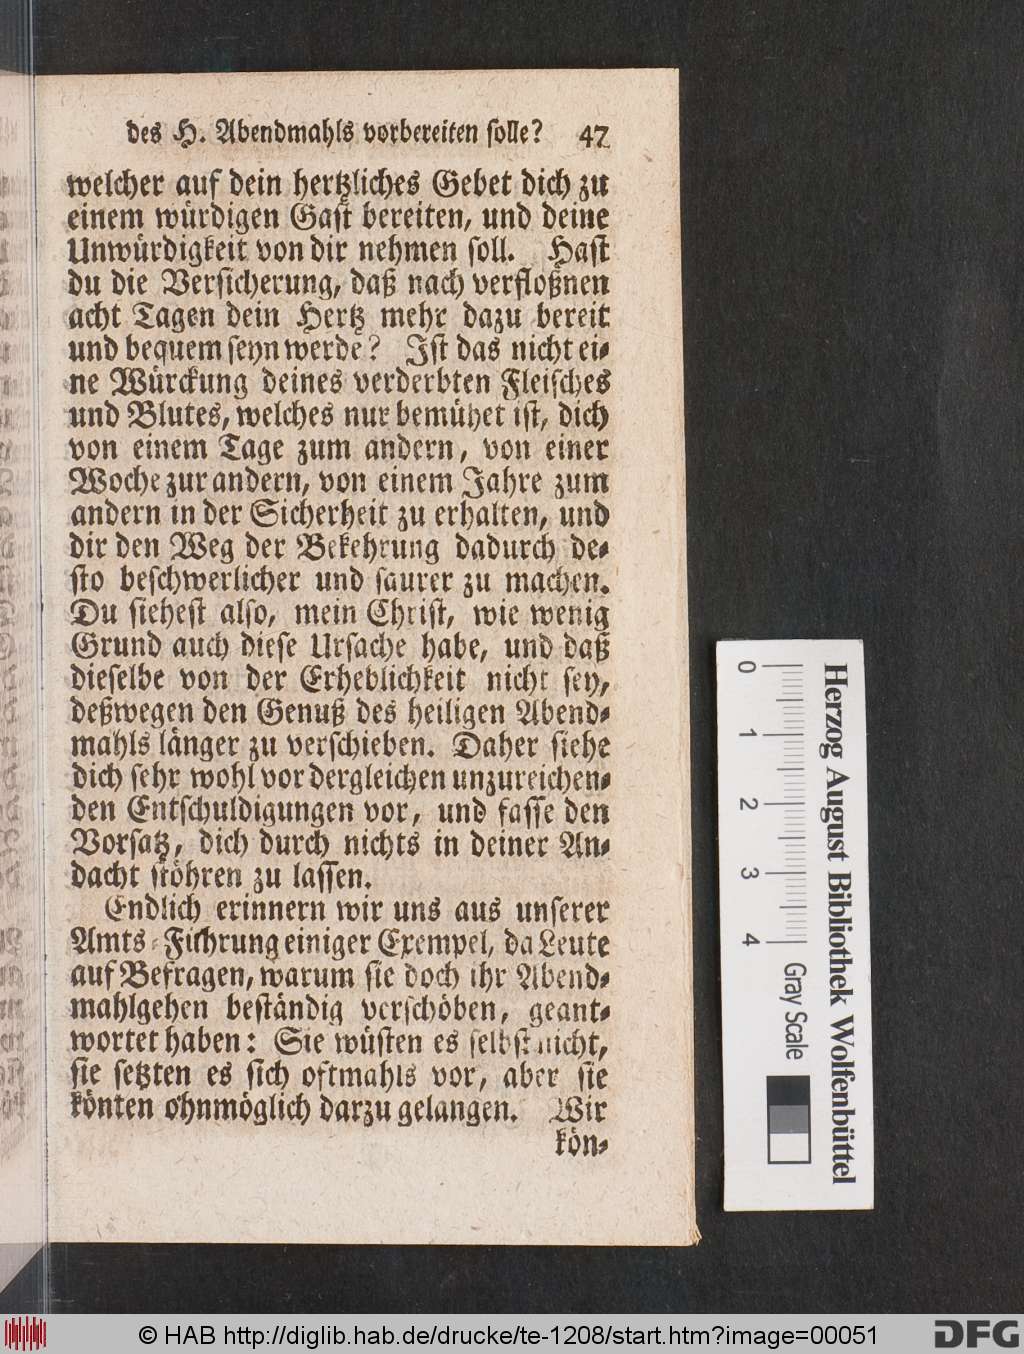 des H. Abendmahls vorbereiten solle? 47
welcher auf dein hertzliches Gebet dich zu
einem würdigen Gast bereiten, und deine
Unwürdigkeit von dir nehmen soll. Hast
du die Versicherung, daß nach verfloßnen
acht Tagen dein Hertz mehr dazu bereit
und bequem seyn werde? Ist das nicht ei-
ne Würckung deines verderbten Fleisches
und Blutes, welches nur bemühet ist, dich
von einem Tage zum andern, von einer
Woche zur andern, von einem Jahre zum
andern in der Sicherheit zu erhalten, und
dir den Weg der Bekehrung dadurch de-
sto beschwerlicher und saurer zu machen.
Du siehest also, mein Christ, wie wenig
Grund auch diese Ursache habe, und daß
dieselbe von der Erheblichkeit nicht sey,
deßwegen den Genuß des heiligen Abend-
mahls länger zu verschieben. Daher siehe
dich sehr wohl vor dergleichen unzureichen-
den Entschuldigungen vor, und fasse den
Vorsatz, dich durch nichts in deiner An-
dacht stöhren zu lassen.
Endlich erinnern wir uns aus unserer
Amts-Führung einiger Exempel, da Leute
auf Befragen, warum sie doch ihr Abend-
mahlgehen beständig verschöben, geant-
wortet haben: Sie wüsten es selbst nicht,
sie setzten es sich oftmahls vor, aber sie
könten ohnmöglich darzu gelangen. Wir
kön-
0 1 2 3 4 Gray Scale
Herzog August Bibliothek Wolfenbüttel
© HAB http://diglib.hab.de/drucke/te-1208/start.htm?image=00051
DFG